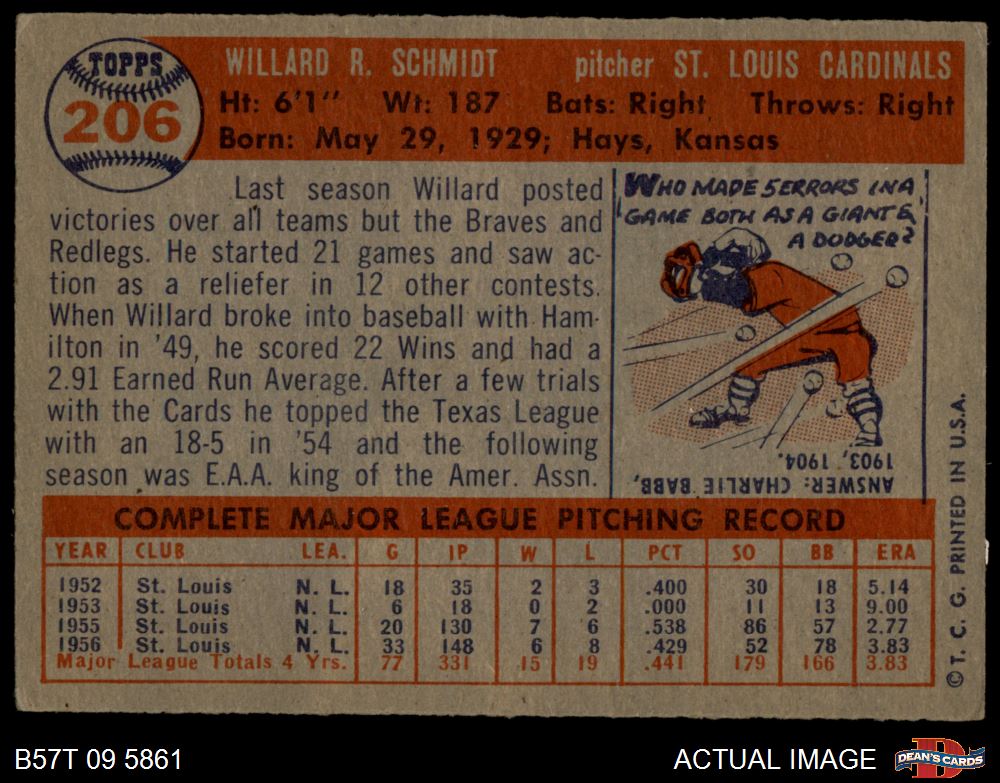 TOPPS
206
WILLARD R. SCHMIDT pitcher ST. LOUIS CARDINALS
Ht: 6'1" Wt: 187 Bats: Right Throws: Right
Born: May 29, 1929; Hays, Kansas
Last season Willard posted
victories over all teams but the Braves and
Redlegs. He started 21 games and saw ac-
tion as a reliefer in 12 other contests.
When Willard broke into baseball with Ham-
ilton in '49, he scored 22 Wins and had a
2.91 Earned Run Average. After a few trials
with the Cards he topped the Texas League
with an 18-5 in '54 and the following
season was E.A.A. king of the Amer. Assn.
WHO MADE 5 ERRORS IN A
GAME BOTH AS A GIANT &
A DODGER?
ANSWER: CHARLIE BABB,
1903, 1904.
COMPLETE MAJOR LEAGUE PITCHING RECORD
YEAR CLUB LEA. G IP W L PCT SO BB ERA
1952 St. Louis N. L. 18 35 2 3 .400 30 18 5.14
1953 St. Louis N. L. 6 18 0 2 .000 11 13 9.00
1955 St. Louis N. L. 20 130 7 6 .538 86 57 2.77
1956 St. Louis N. L. 33 148 6 8 .429 52 78 3.83
Major League Totals 4 Yrs. 77 331 15 19 .441 179 166 3.83
© T. C. G. PRINTED IN U.S.A.
B57T 09 5861 ACTUAL IMAGE DEAN'S CARDS